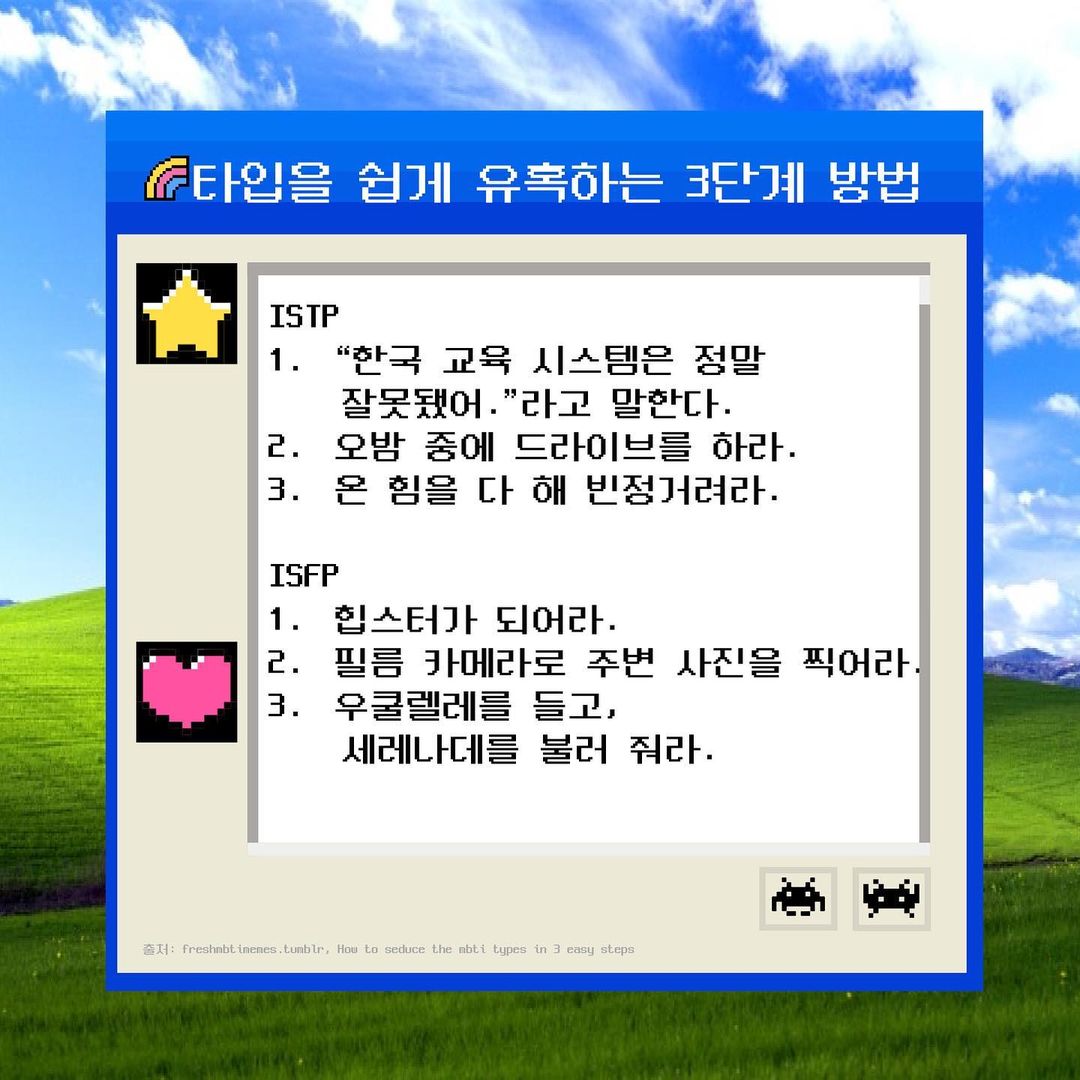 타입을 쉽게 유혹하는 3단계 방법
ISTP
1. “한국 교육 시스템은 정말
잘못됐어.”라고 말한다.
2. 오밤 중에 드라이브를 하라.
3. 온 힘을 다 해 빈정거려라.
ISFP
1. 힙스터가 되어라.
2. 필름 카메라로 주변 사진을 찍어라.
3. 우쿨렐레를 들고,
세레나데를 불러 줘라.
출처: freshmbtimemes.tumblr, How to seduce the mbti types in 3 easy steps